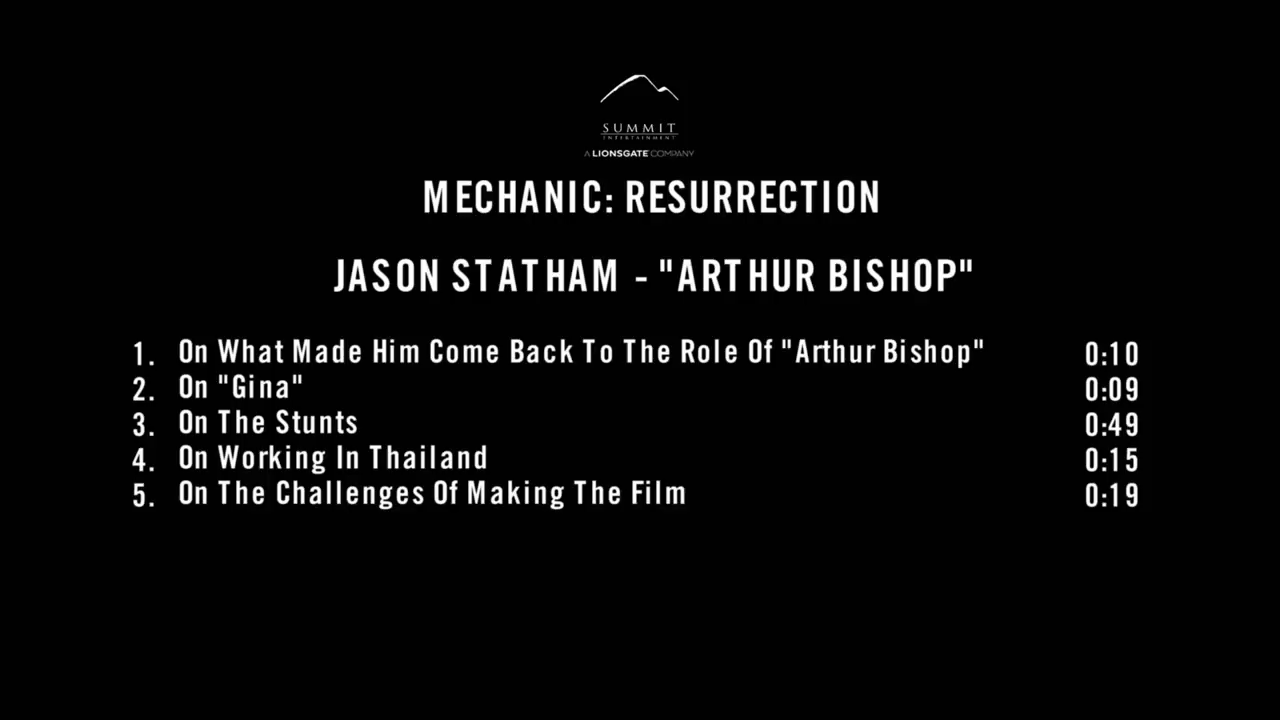 SUMMIT
ENTERTAINMENT
A LIONSGATE COMPANY
MECHANIC: RESURRECTION
JASON STATHAM - "ARTHUR BISHOP"
1. On What Made Him Come Back To The Role Of "Arthur Bishop" 0:10
2. On "Gina" 0:09
3. On The Stunts 0:49
4. On Working In Thailand 0:15
5. On The Challenges Of Making The Film 0:19